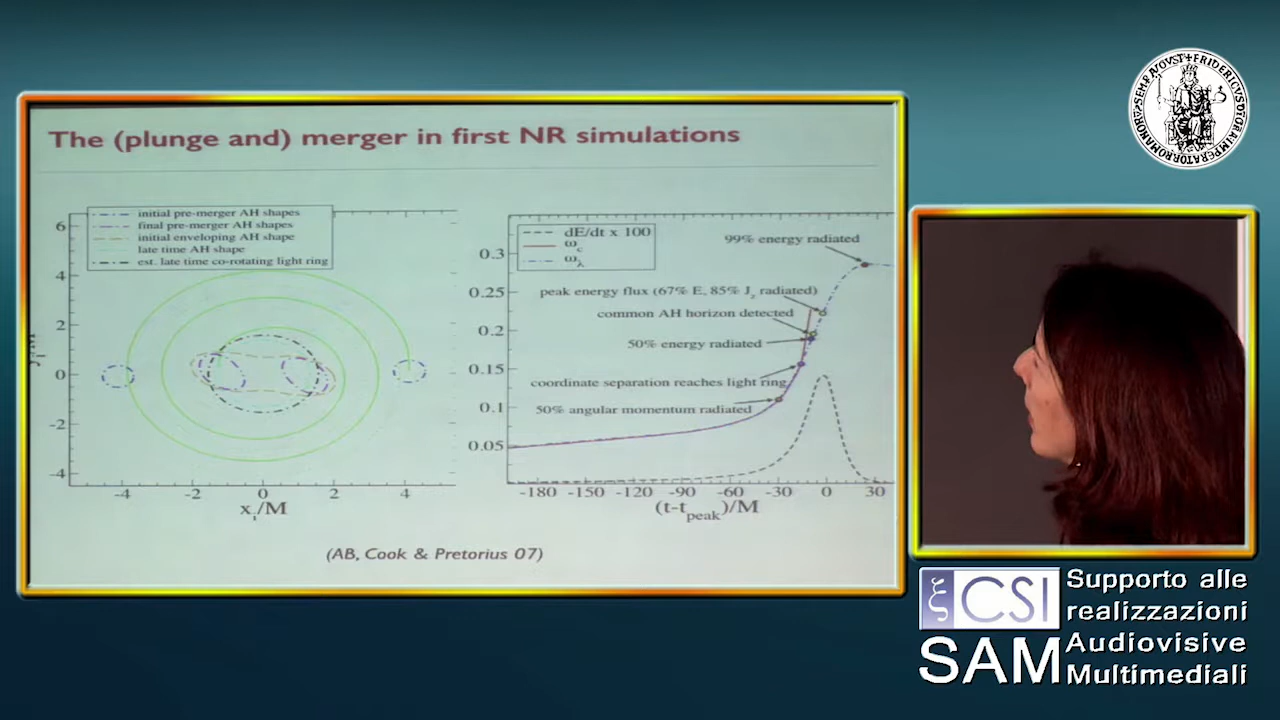 The (plunge and) merger in first NR simulations
initial pre-merger AH shapes
final pre-merger AH shapes
initial enveloping AH shape
late time AH shape
est. late time co-rotating light ring
6
4
2
0
-2
-4
-4 -2 0 2 4
x_i/M
dE/dt x 100
ω_c
ω_λ
99% energy radiated
peak energy flux (67% E, 85% J_z radiated)
common AH horizon detected
50% energy radiated
coordinate separation reaches light ring
50% angular momentum radiated
0.3
0.25
0.2
0.15
0.1
0.05
-180 -150 -120 -90 -60 -30 0 30
(t-t_peak)/M
(AB, Cook & Pretorius 07)
ξ CSI
SAM
Supporto alle
realizzazioni
Audiovisive
Multimediali